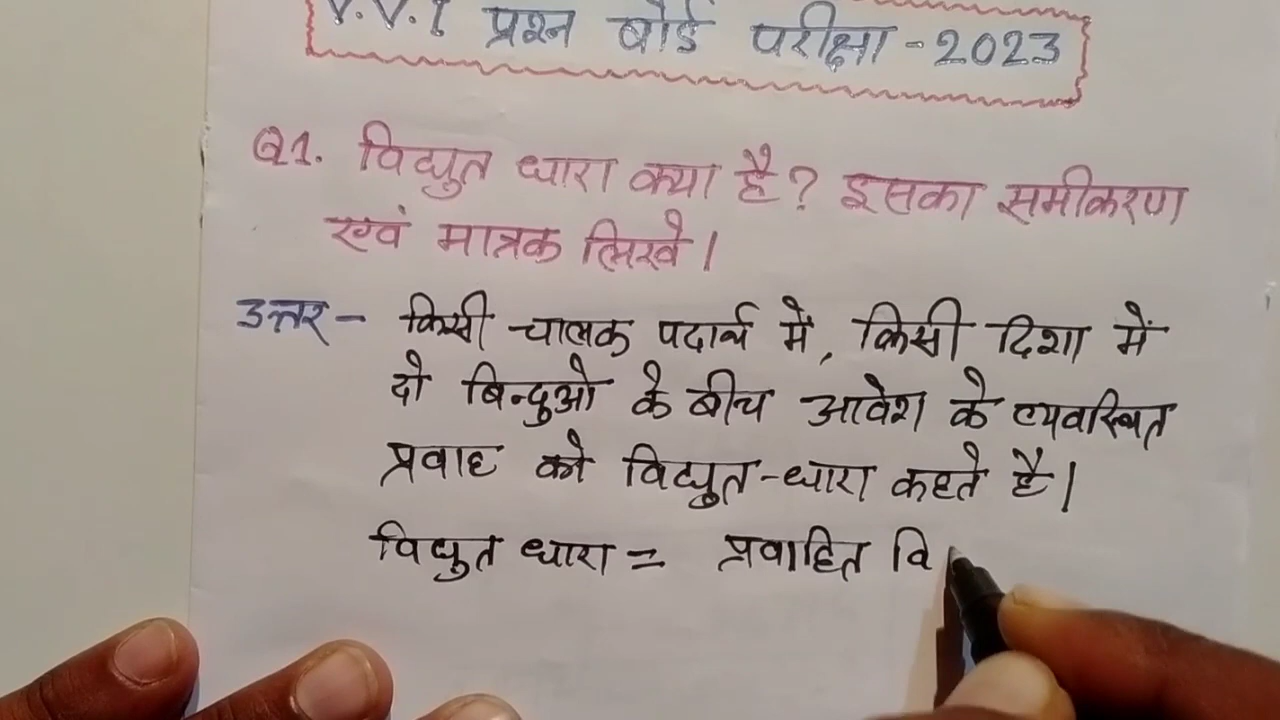 V.V.I प्रश्न बोर्ड परीक्षा -2023
Q1. विद्युत धारा क्या है? इसका समीकरण
एवं मात्रक लिखे।
उत्तर- किसी चालक पदार्थ में, किसी दिशा में
दो बिन्दुओ के बीच आवेश के व्यवस्थित
प्रवाह को विद्युत-धारा कहते है।
विद्युत धारा = प्रवाहित वि